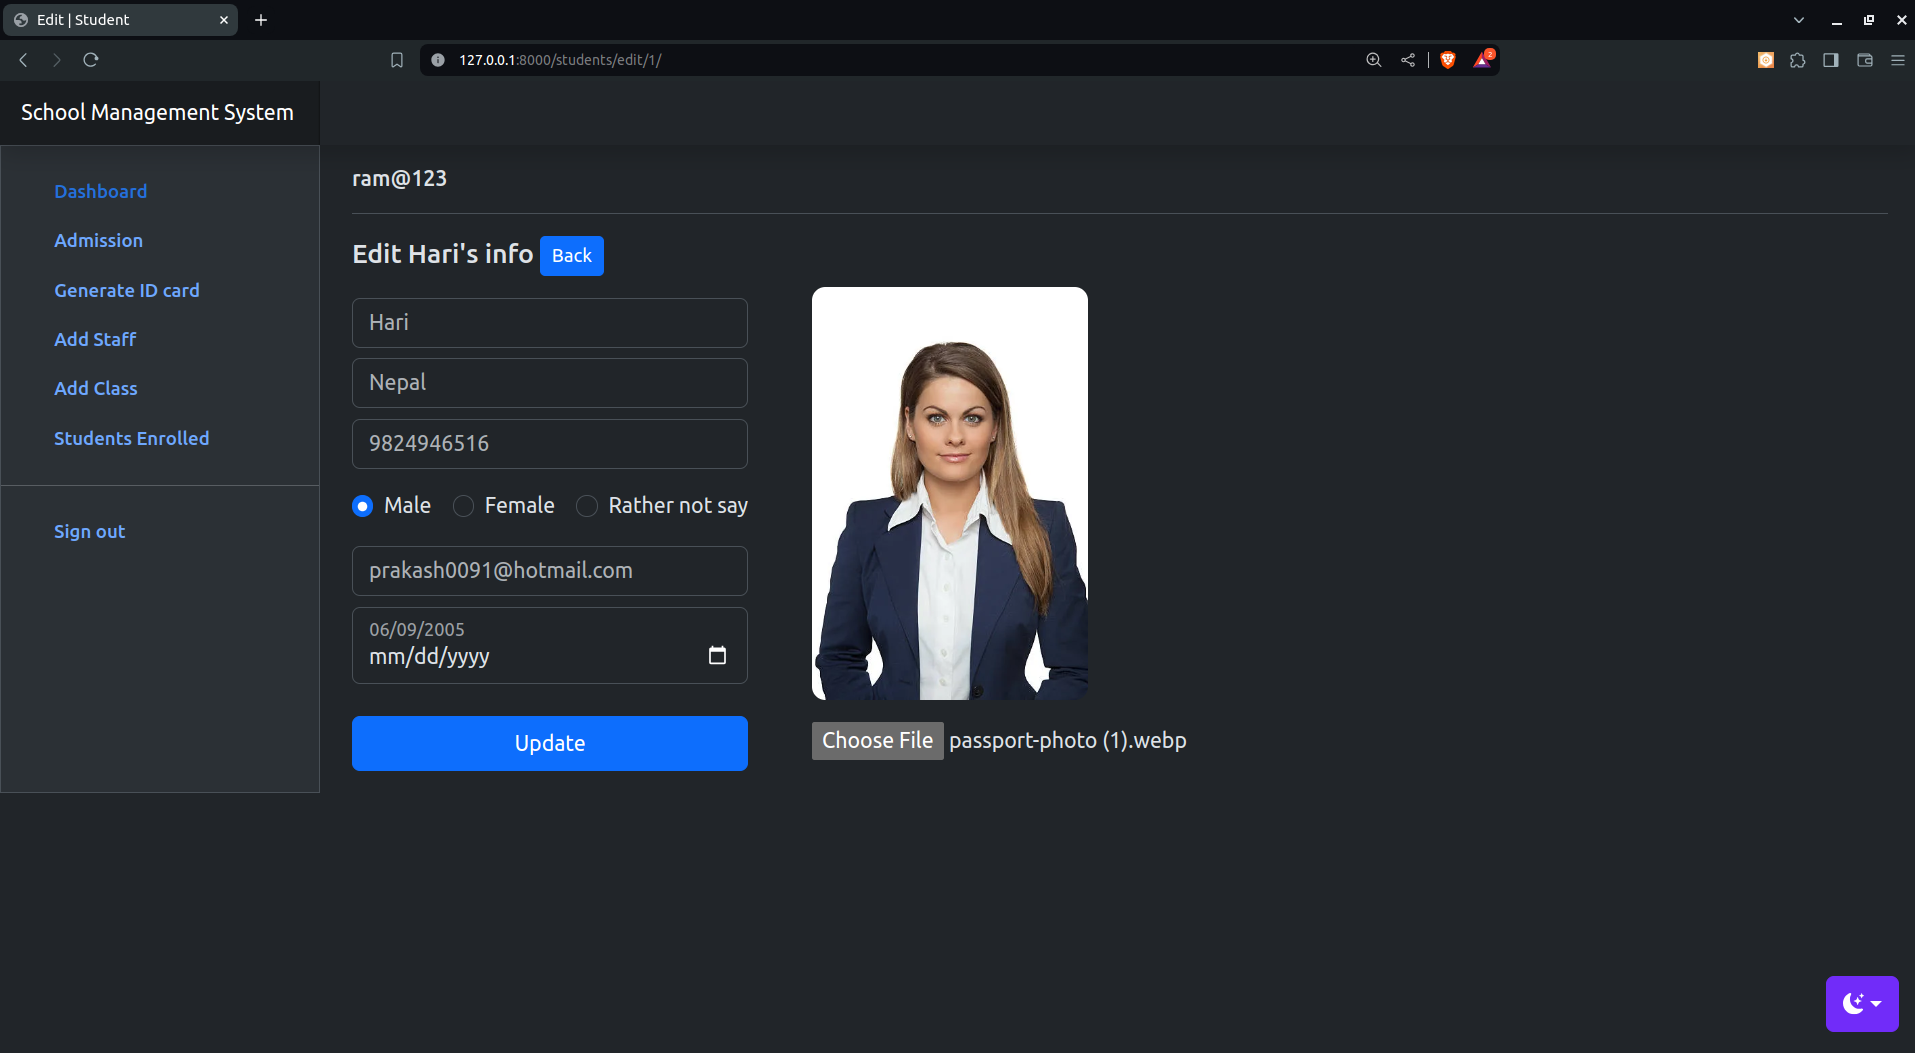 Edit | Student
127.0.0.1:8000/students/edit/1/
2
School Management System
Dashboard
Admission
Generate ID card
Add Staff
Add Class
Students Enrolled
Sign out
ram@123
Edit Hari's info Back
Hari
Nepal
9824946516
Male Female Rather not say
prakash0091@hotmail.com
06/09/2005
mm/dd/yyyy
Update
Choose File passport-photo (1).webp